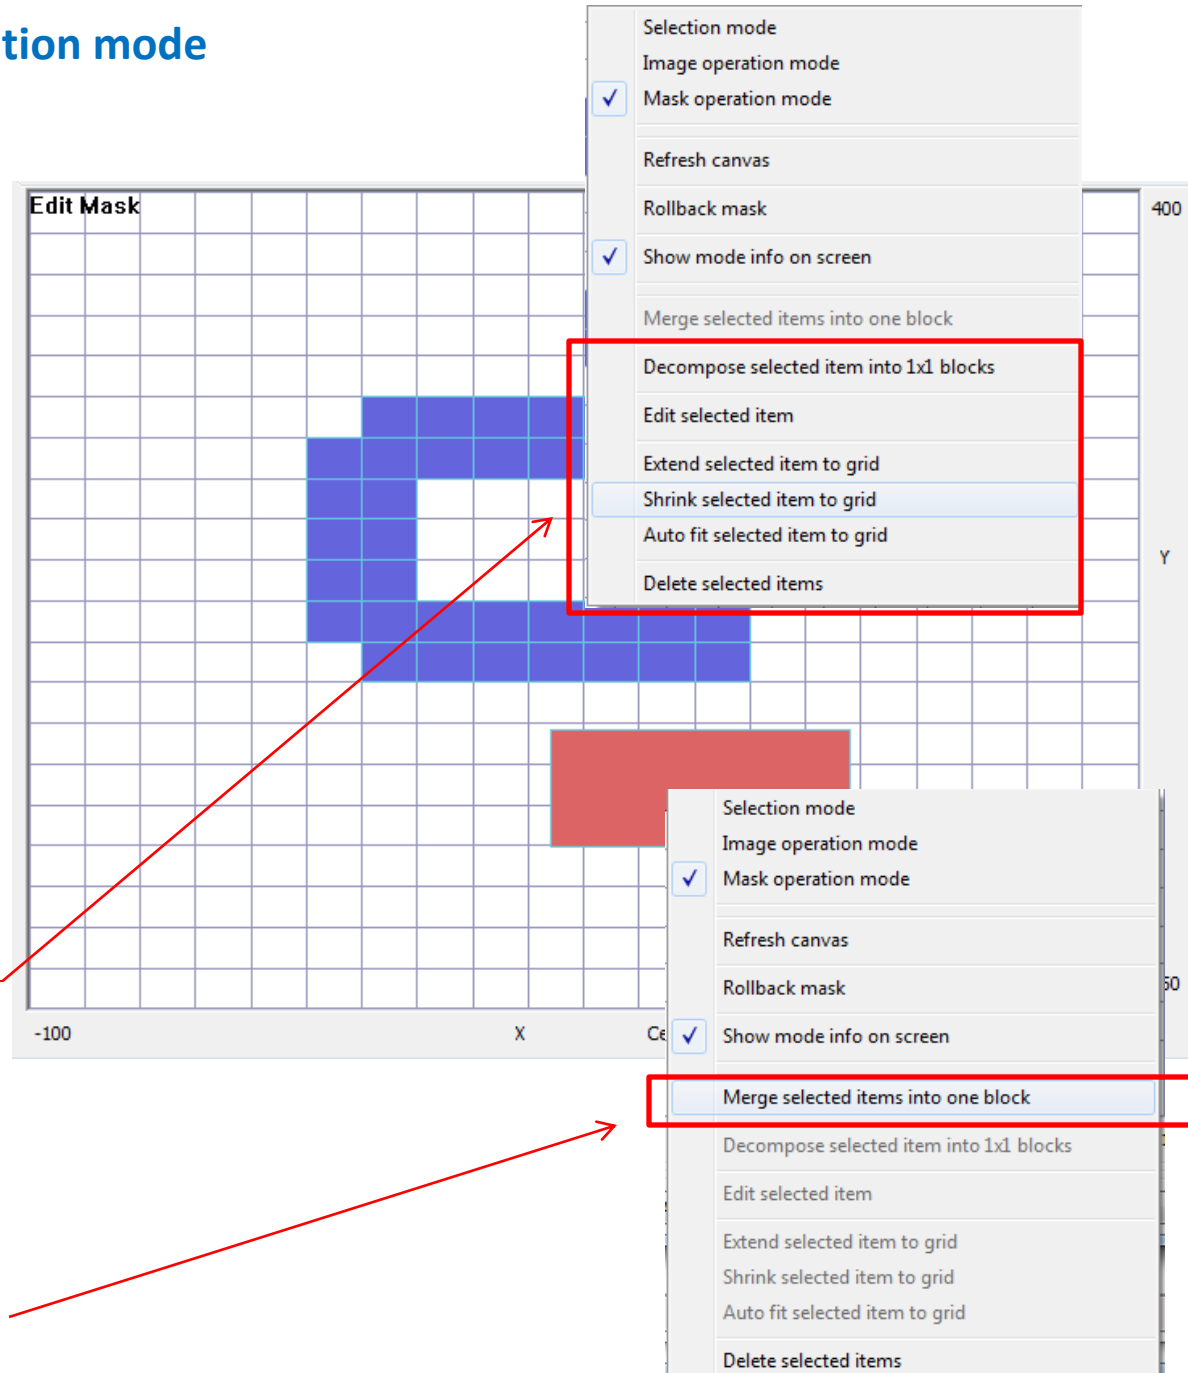 tion mode
Selection mode
Image operation mode
Mask operation mode
Refresh canvas
Rollback mask
Show mode info on screen
Merge selected items into one block
Decompose selected item into 1x1 blocks
Edit selected item
Extend selected item to grid
Shrink selected item to grid
Auto fit selected item to grid
Delete selected items
Edit Mask
400
Y
50
-100
X
Ce
Selection mode
Image operation mode
Mask operation mode
Refresh canvas
Rollback mask
Show mode info on screen
Merge selected items into one block
Decompose selected item into 1x1 blocks
Edit selected item
Extend selected item to grid
Shrink selected item to grid
Auto fit selected item to grid
Delete selected items